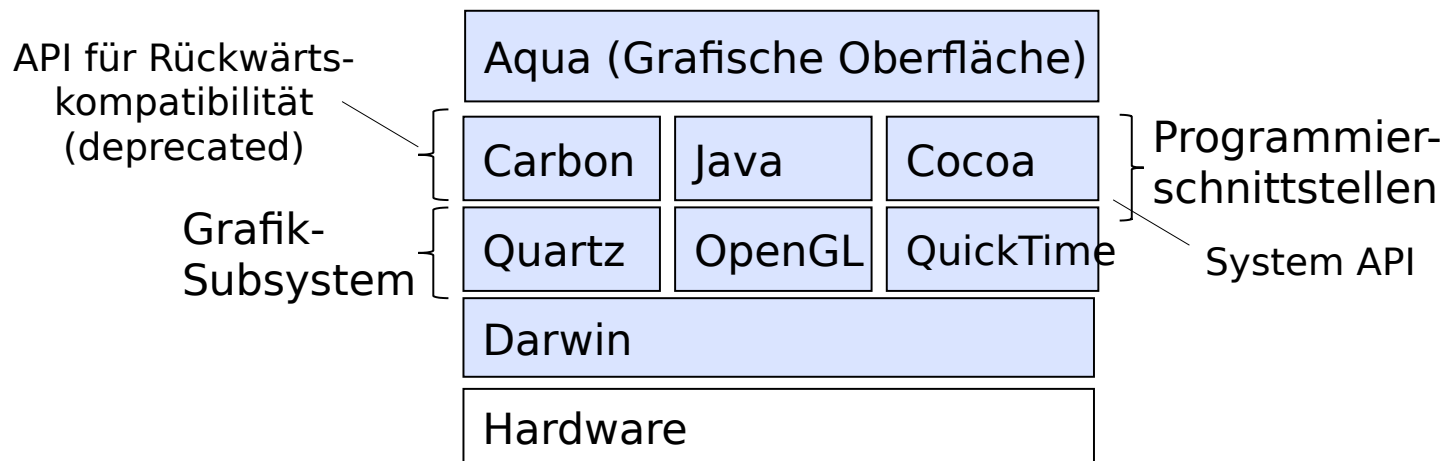 Aqua (Grafische Oberfläche)
API für Rückwärts-
kompatibilität
(deprecated)
Carbon
Java
Cocoa
Programmier-
schnittstellen
Grafik-
Subsystem
Quartz
OpenGL
QuickTime
System API
Darwin
Hardware